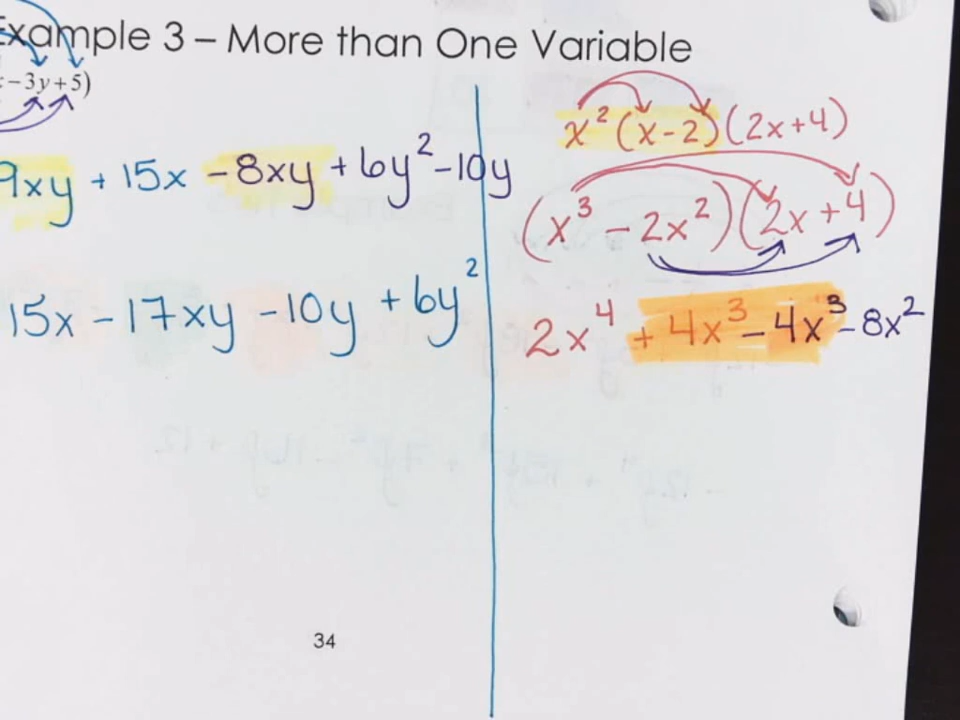 Example 3 – More than One Variable
-3y+5)
9xy + 15x -8xy + 6y² -10y
15x -17xy -10y + 6y²
x²(x-2)(2x+4)
(x³ - 2x²)(2x+4)
2x⁴ + 4x³ - 4x³ - 8x²
34